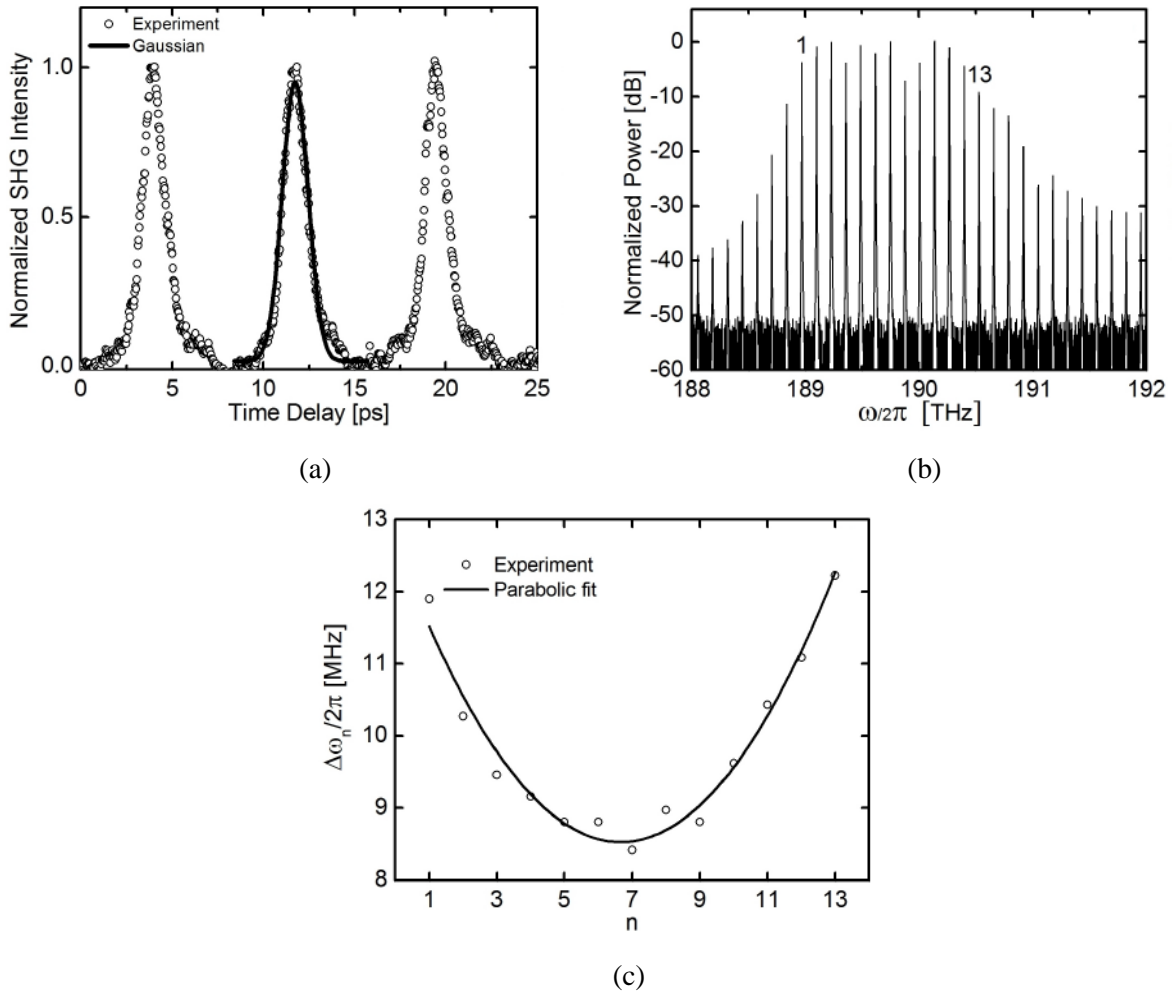 Experiment
Gaussian
Normalized SHG Intensity
1.0
0.5
0.0
0 5 10 15 20 25
Time Delay [ps]
(a)
Normalized Power [dB]
0
-10
-20
-30
-40
-50
-60
1
13
188 189 190 191 192
ω/2π [THz]
(b)
Experiment
Parabolic fit
Δωn/2π [MHz]
13
12
11
10
9
8
1 3 5 7 9 11 13
n
(c)